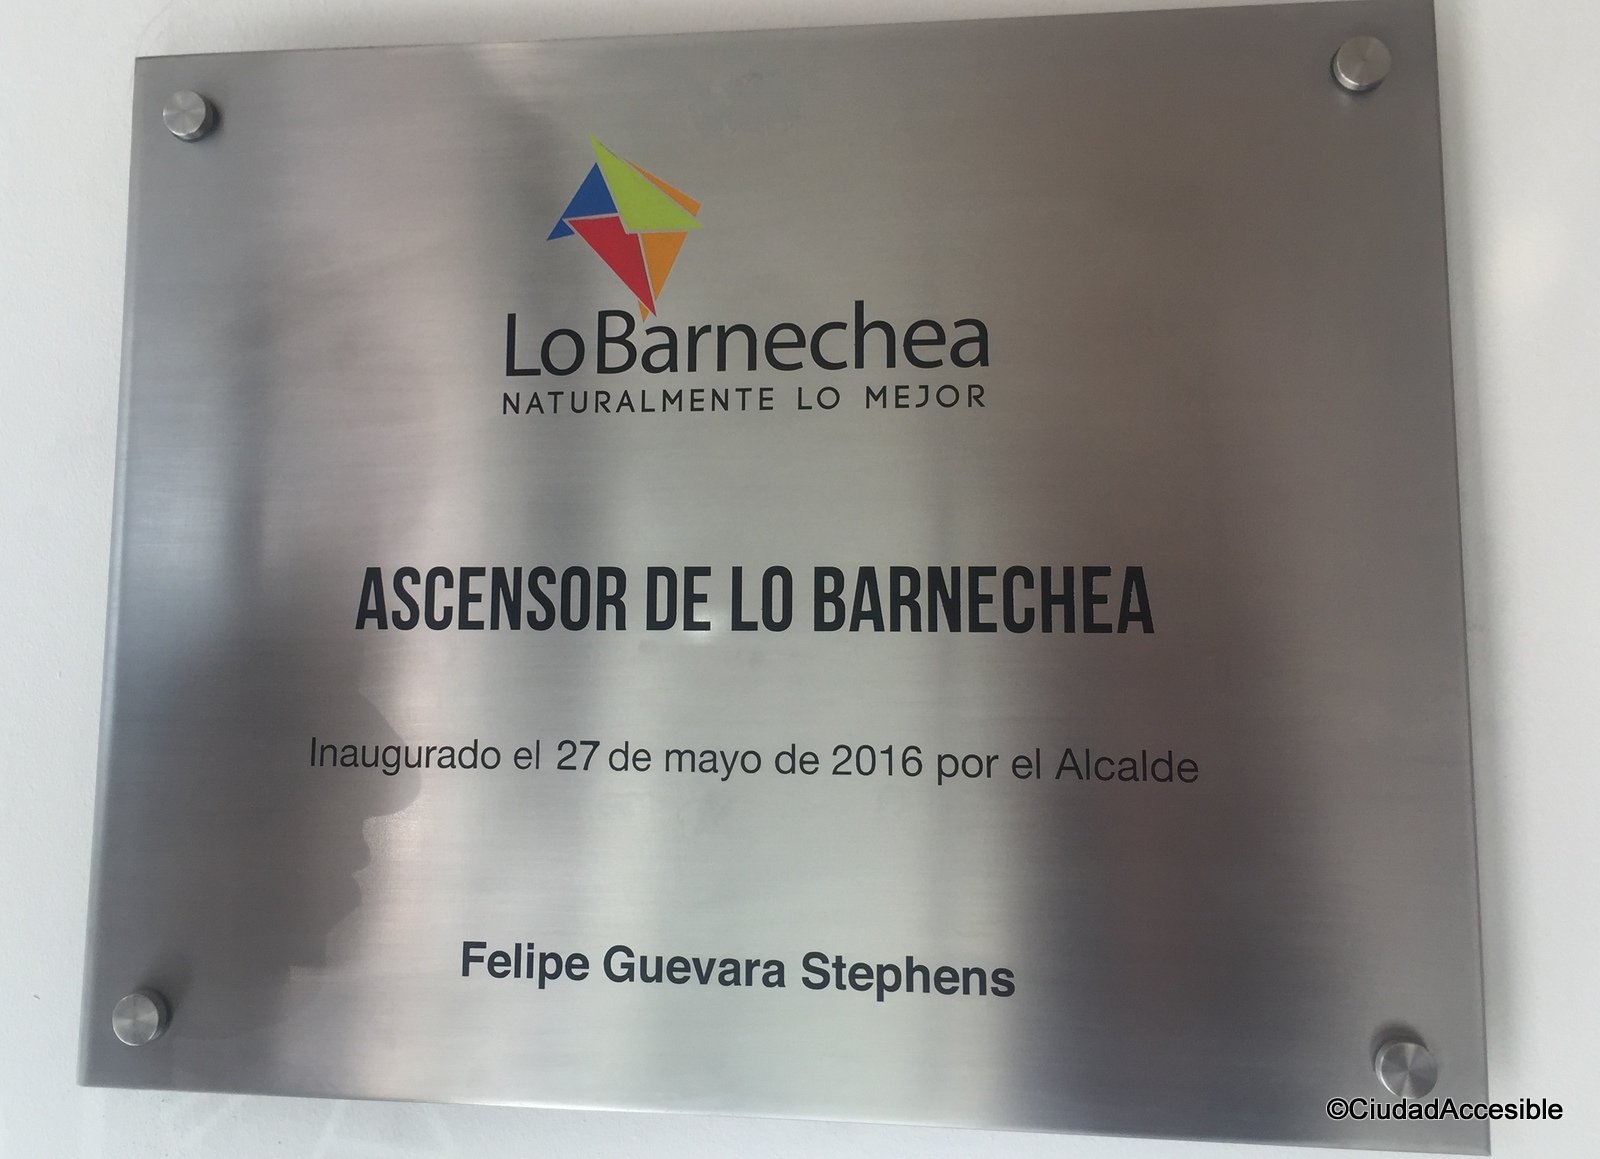 LoBarnechea
NATURALMENTE LO MEJOR
ASCENSOR DE LO BARNECHEA
Inaugurado el 27 de mayo de 2016 por el Alcalde
Felipe Guevara Stephens
©CiudadAccesible